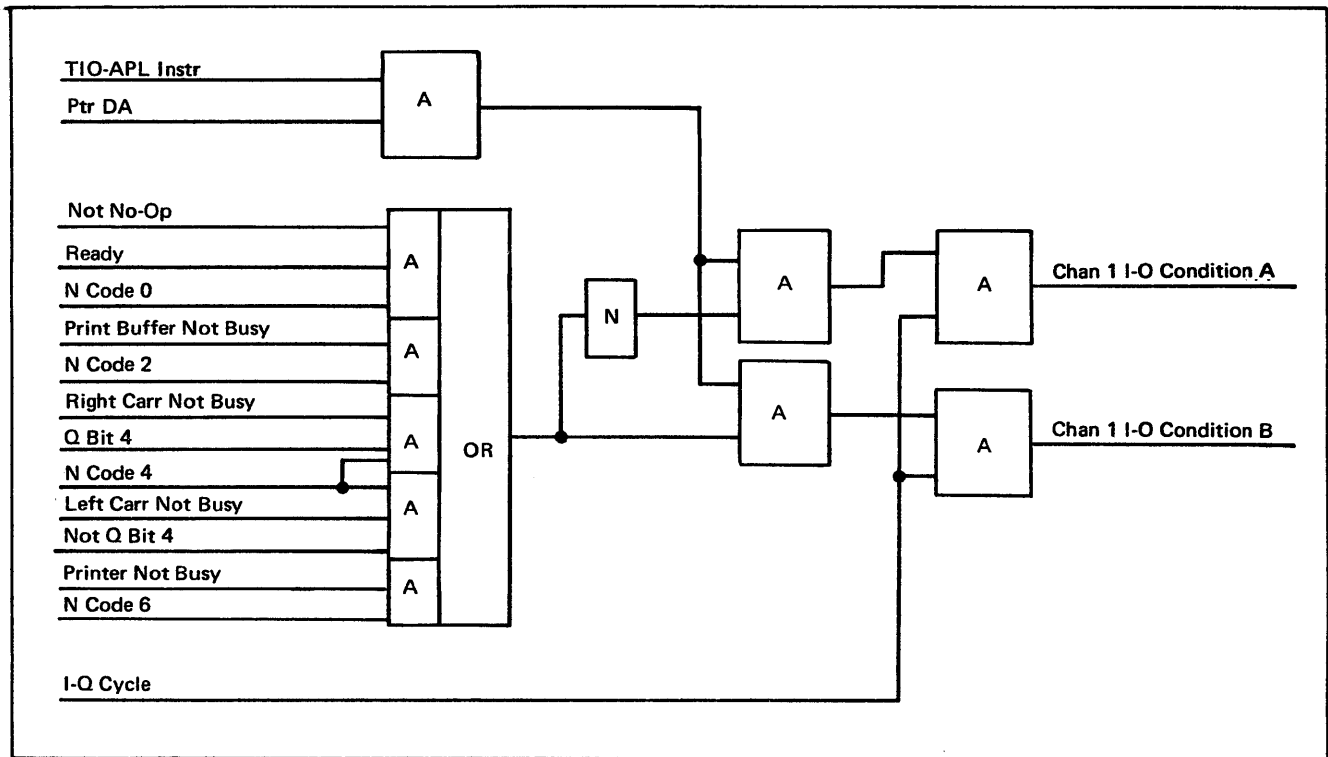 TIO-APL Instr
Ptr DA
A
Not No-Op
Ready
N Code 0
A
Print Buffer Not Busy
N Code 2
A
Right Carr Not Busy
Q Bit 4
N Code 4
A
Left Carr Not Busy
Not Q Bit 4
A
Printer Not Busy
N Code 6
A
OR
N
A
A
A
Chan 1 I-O Condition A
A
Chan 1 I-O Condition B
I-Q Cycle